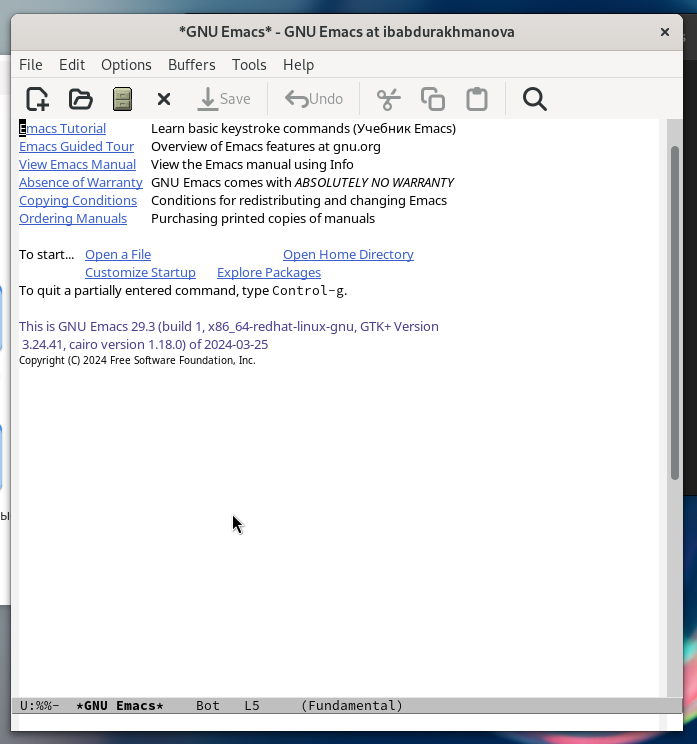 *GNU Emacs* - GNU Emacs at ibabdurakhmanova
File Edit Options Buffers Tools Help
Save Undo
Emacs Tutorial Learn basic keystroke commands (Учебник Emacs)
Emacs Guided Tour Overview of Emacs features at gnu.org
View Emacs Manual View the Emacs manual using Info
Absence of Warranty GNU Emacs comes with ABSOLUTELY NO WARRANTY
Copying Conditions Conditions for redistributing and changing Emacs
Ordering Manuals Purchasing printed copies of manuals
To start... Open a File Open Home Directory
Customize Startup Explore Packages
To quit a partially entered command, type Control-g.
This is GNU Emacs 29.3 (build 1, x86_64-redhat-linux-gnu, GTK+ Version
3.24.41, cairo version 1.18.0) of 2024-03-25
Copyright (C) 2024 Free Software Foundation, Inc.
U:%%- *GNU Emacs* Bot L5 (Fundamental)